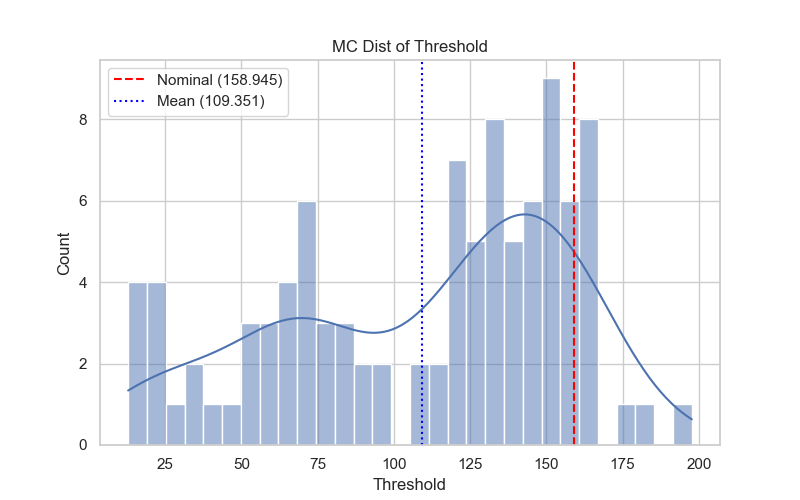 MC Dist of Threshold
Nominal (158.945)
Mean (109.351)
Count
8
6
4
2
0
25
50
75
100
125
150
175
200
Threshold